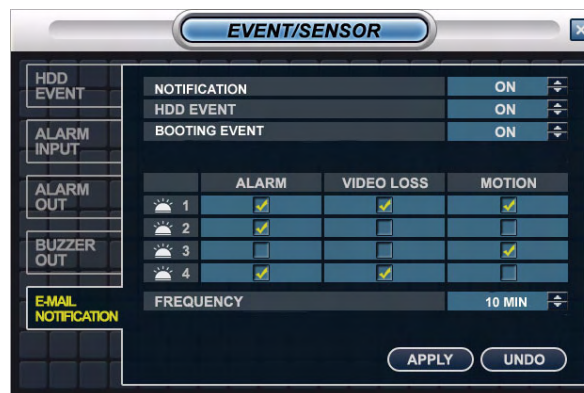 EVENT/SENSOR
HDD
EVENT
ALARM
INPUT
ALARM
OUT
BUZZER
OUT
E-MAIL
NOTIFICATION
NOTIFICATION ON
HDD EVENT ON
BOOTING EVENT ON
ALARM VIDEO LOSS MOTION
1
2
3
4
FREQUENCY 10 MIN
APPLY UNDO